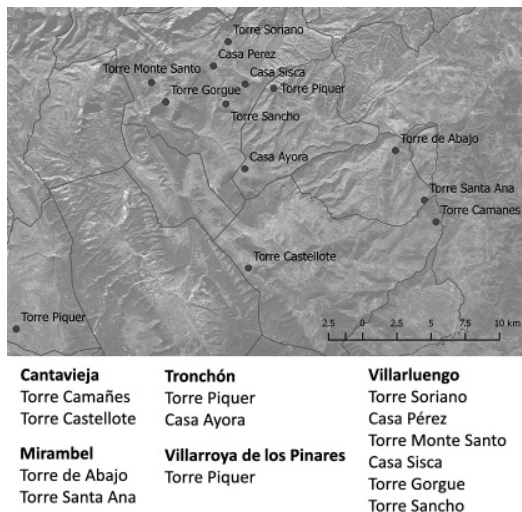 Torre Soriano
Casa Perez
Torre Monte Santo
Casa Sisca
Torre Gorgue
Torre Piquer
Torre Sancho
Torre de Abajo
Casa Ayora
Torre Santa Ana
Torre Camanes
Torre Castellote
Torre Piquer
2.5 0 2.5 5 7.5 10 km
Cantavieja
Torre Camañes
Torre Castellote
Mirambel
Torre de Abajo
Torre Santa Ana
Tronchón
Torre Piquer
Casa Ayora
Villarroya de los Pinares
Torre Piquer
Villarluengo
Torre Soriano
Casa Pérez
Torre Monte Santo
Casa Sisca
Torre Gorgue
Torre Sancho